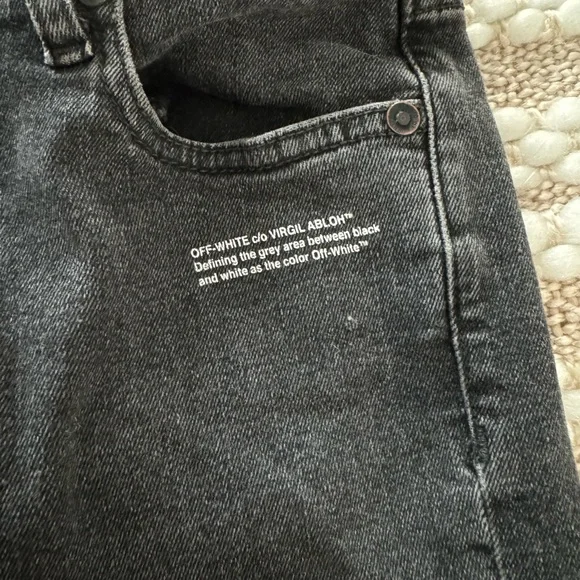 OFF-WHITE c/o VIRGIL ABLOH™
Defining the grey area between black
and white as the color Off-White™